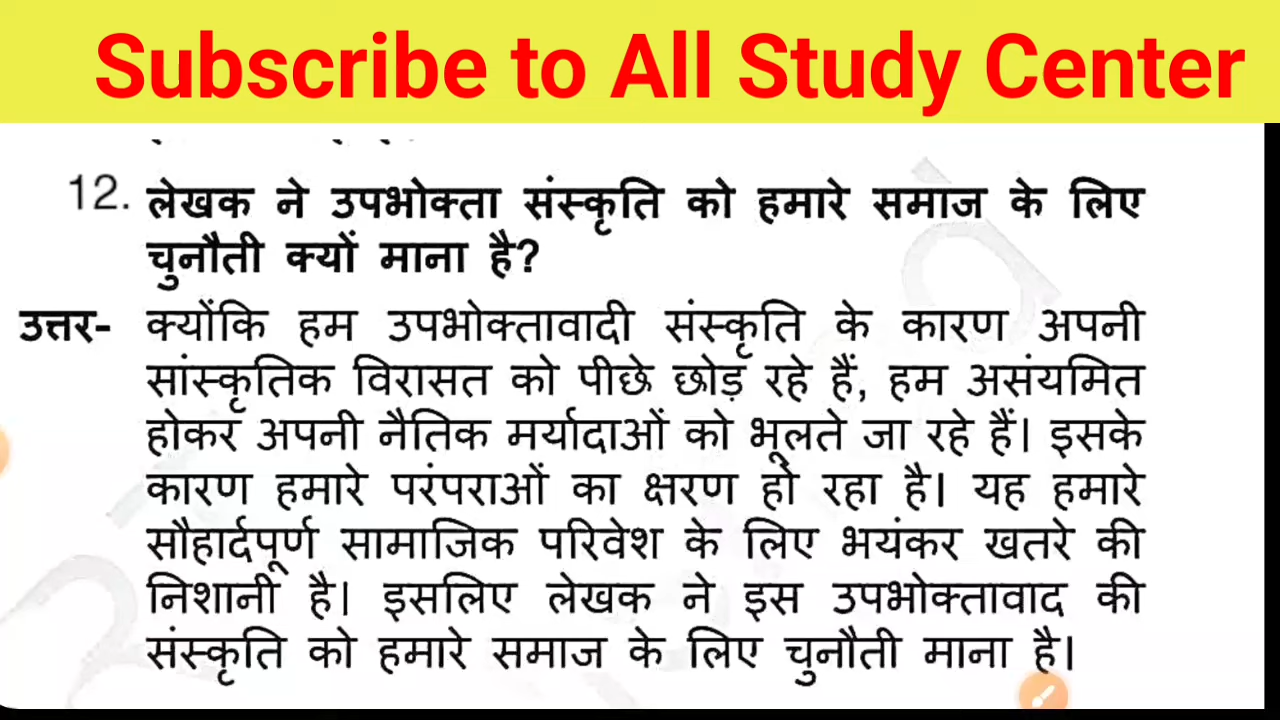 Subscribe to All Study Center
12. लेखक ने उपभोक्ता संस्कृति को हमारे समाज के लिए
चुनौती क्यों माना है?
उत्तर- क्योंकि हम उपभोक्तावादी संस्कृति के कारण अपनी
सांस्कृतिक विरासत को पीछे छोड़ रहे हैं, हम असंयमित
होकर अपनी नैतिक मर्यादाओं को भूलते जा रहे हैं। इसके
कारण हमारे परंपराओं का क्षरण हो रहा है। यह हमारे
सौहार्दपूर्ण सामाजिक परिवेश के लिए भयंकर खतरे की
निशानी है। इसलिए लेखक ने इस उपभोक्तावाद की
संस्कृति को हमारे समाज के लिए चुनौती माना है।